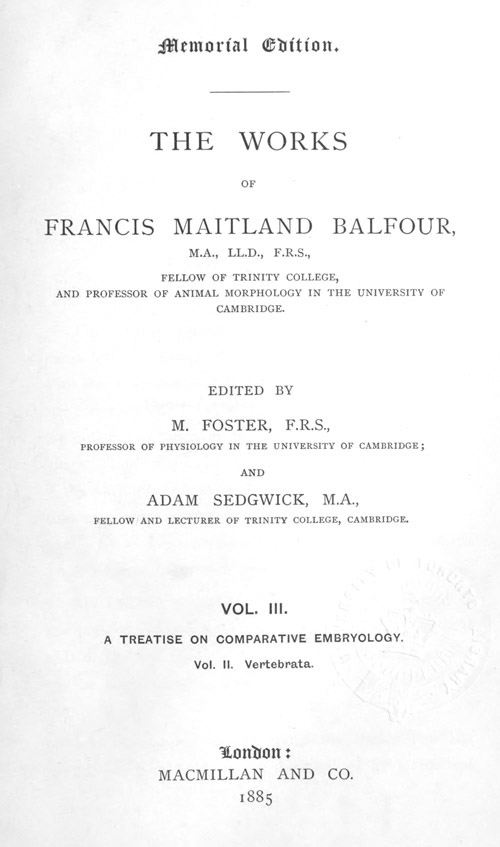 Memorial Edition.
THE WORKS
OF
FRANCIS MAITLAND BALFOUR,
M.A., LL.D., F.R.S.,
FELLOW OF TRINITY COLLEGE,
AND PROFESSOR OF ANIMAL MORPHOLOGY IN THE UNIVERSITY OF
CAMBRIDGE.
EDITED BY
M. FOSTER, F.R.S.,
PROFESSOR OF PHYSIOLOGY IN THE UNIVERSITY OF CAMBRIDGE;
AND
ADAM SEDGWICK, M.A.,
FELLOW AND LECTURER OF TRINITY COLLEGE, CAMBRIDGE.
VOL. III.
A TREATISE ON COMPARATIVE EMBRYOLOGY.
Vol. II. Vertebrata.
London:
MACMILLAN AND CO.
1885